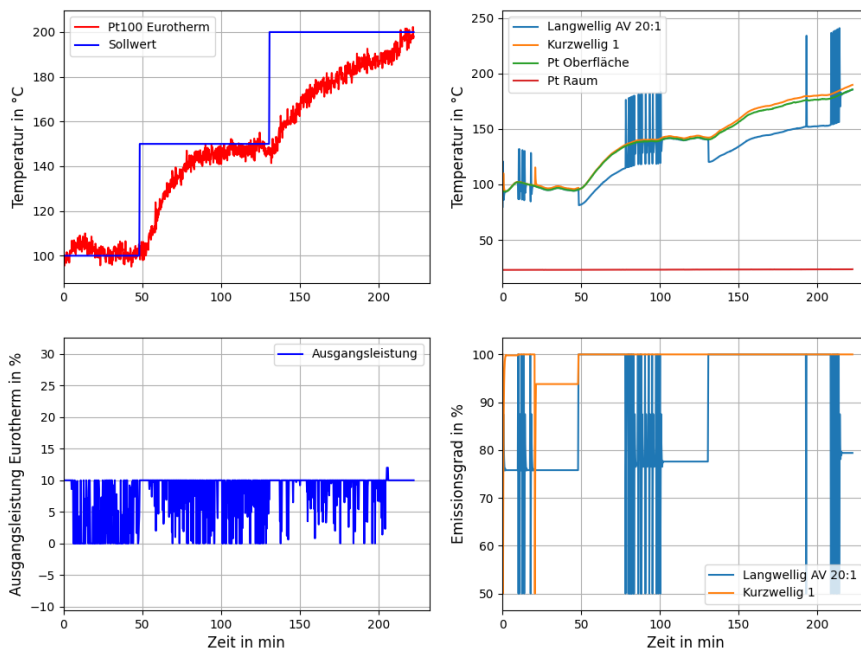 Temperatur in °C
200
180
160
140
120
100
0 50 100 150 200
Pt100 Eurotherm
Sollwert
Temperatur in °C
250
200
150
100
50
0 50 100 150 200
Langwellig AV 20:1
Kurzwellig 1
Pt Oberfläche
Pt Raum
Ausgangsleistung Eurotherm in %
30
25
20
15
10
5
0
−5
−10
0 50 100 150 200
Zeit in min
Ausgangsleistung
Emissionsgrad in %
100
90
80
70
60
50
0 50 100 150 200
Zeit in min
Langwellig AV 20:1
Kurzwellig 1